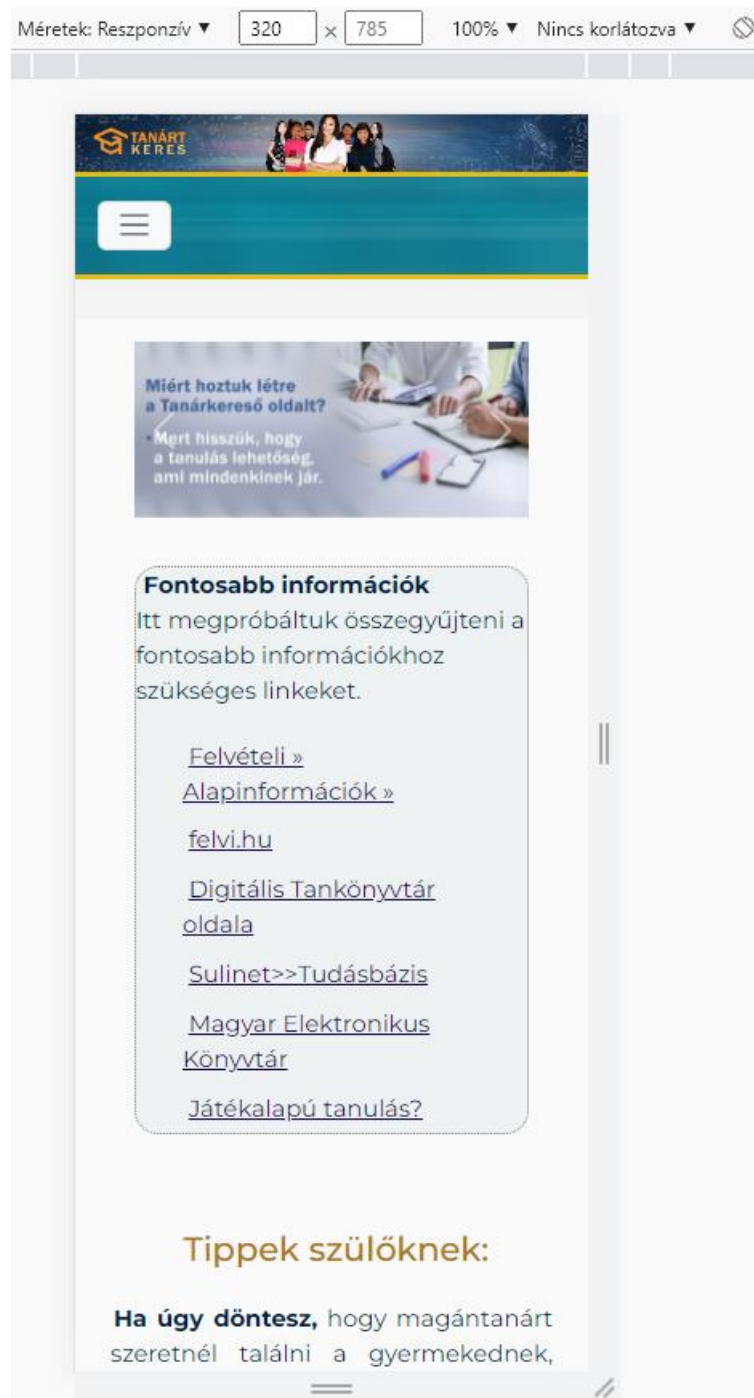 Méretek: Reszponzív ▼ 320 × 785 100% ▼ Nincs korlátozva ▼
TANÁRT
KERES
Miért hoztuk létre
a Tanárkereső oldalt?
•Mert hisszük, hogy
a tanulás lehetőség,
ami mindenkinek jár.
Fontosabb információk
Itt megpróbáltuk összegyűjteni a
fontosabb információkhoz
szükséges linkeket.
Felvételi »
Alapinformációk »
felvi.hu
Digitális Tankönyvtár
oldala
Sulinet>>Tudásbázis
Magyar Elektronikus
Könyvtár
Játékalapú tanulás?
Tippek szülőknek:
Ha úgy döntesz, hogy magántanárt
szeretnél találni a gyermekednek,